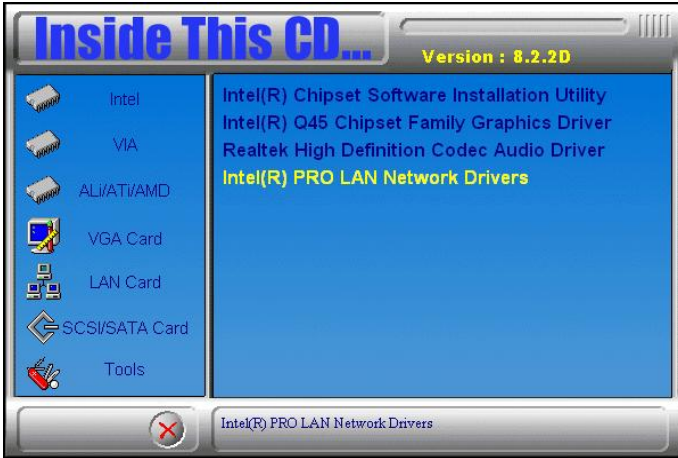 Inside This CD...
Version : 8.2.2D
Intel
VIA
ALi/ATi/AMD
VGA Card
LAN Card
SCSI/SATA Card
Tools
Intel(R) Chipset Software Installation Utility
Intel(R) Q45 Chipset Family Graphics Driver
Realtek High Definition Codec Audio Driver
Intel(R) PRO LAN Network Drivers
Intel(R) PRO LAN Network Drivers